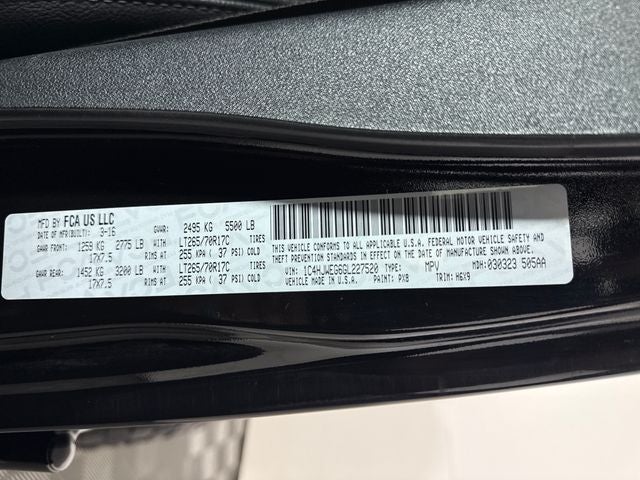 MFD BY FCA US LLC
DATE OF MFR(BUILT): 3-16 GVWR: 2495 KG 5500 LB
GAWR FRONT: 1259 KG 2775 LB WITH LT265/70R17C TIRES
17X7.5 RIMS AT 255 KPA ( 37 PSI) COLD
GAWR REAR: 1452 KG 3200 LB WITH LT265/70R17C TIRES
17X7.5 RIMS AT 255 KPA ( 37 PSI) COLD
THIS VEHICLE CONFORMS TO ALL APPLICABLE U.S.A. FEDERAL MOTOR VEHICLE SAFETY AND
THEFT PREVENTION STANDARDS IN EFFECT ON THE DATE OF MANUFACTURE SHOWN ABOVE.
VIN: 1C4HJWEG6GL227520 TYPE: MPV MDH: 030323 505AA
VEHICLE MADE IN U.S.A. PAINT: PX8 TRIM: H6X9